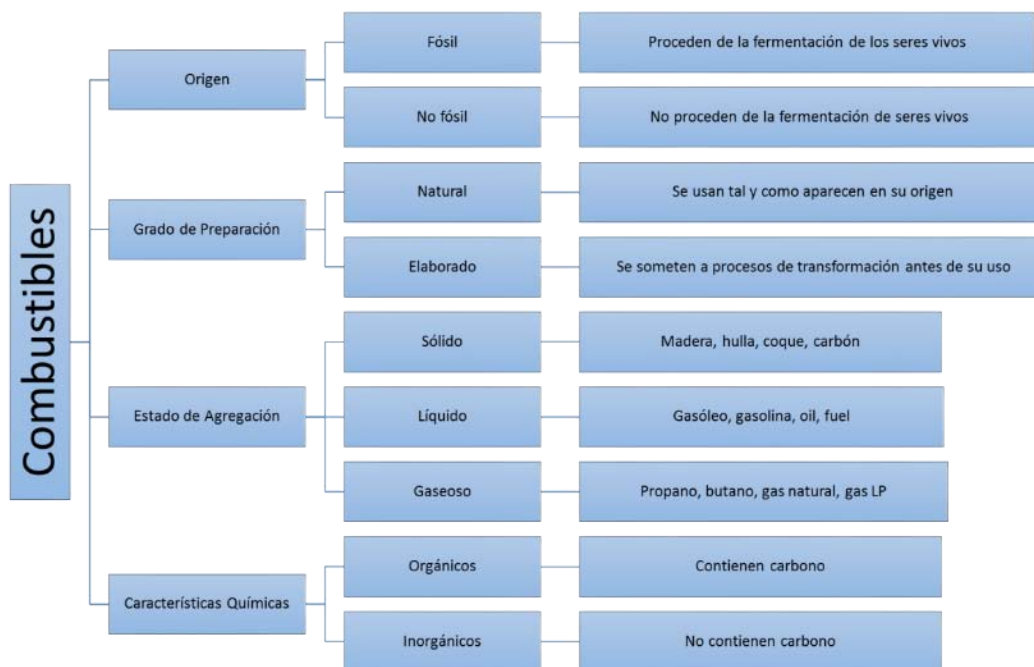 Combustibles
Origen
Fósil
Proceden de la fermentación de los seres vivos
No fósil
No proceden de la fermentación de seres vivos
Grado de Preparación
Natural
Se usan tal y como aparecen en su origen
Elaborado
Se someten a procesos de transformación antes de su uso
Estado de Agregación
Sólido
Madera, hulla, coque, carbón
Líquido
Gasóleo, gasolina, oil, fuel
Gaseoso
Propano, butano, gas natural, gas LP
Características Químicas
Orgánicos
Contienen carbono
Inorgánicos
No contienen carbono